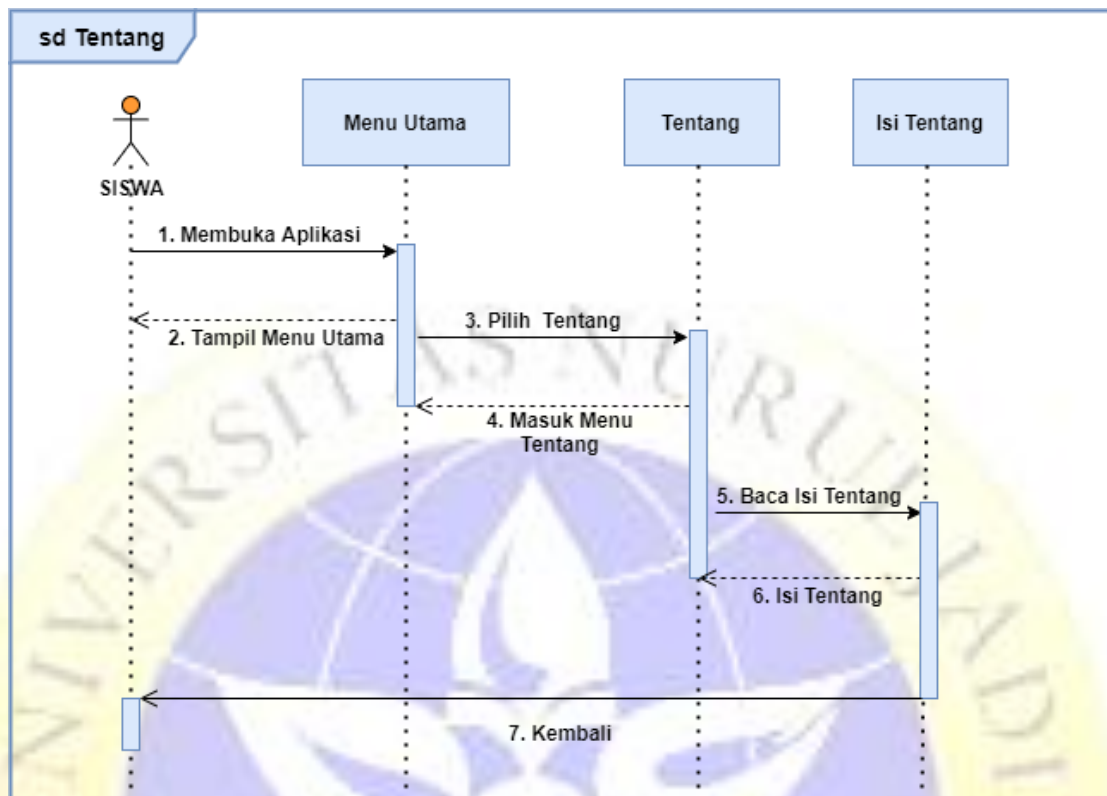 sd Tentang
Menu Utama
Tentang
Isi Tentang
SISWA
1. Membuka Aplikasi
2. Tampil Menu Utama
3. Pilih Tentang
4. Masuk Menu
Tentang
5. Baca Isi Tentang
6. Isi Tentang
7. Kembali